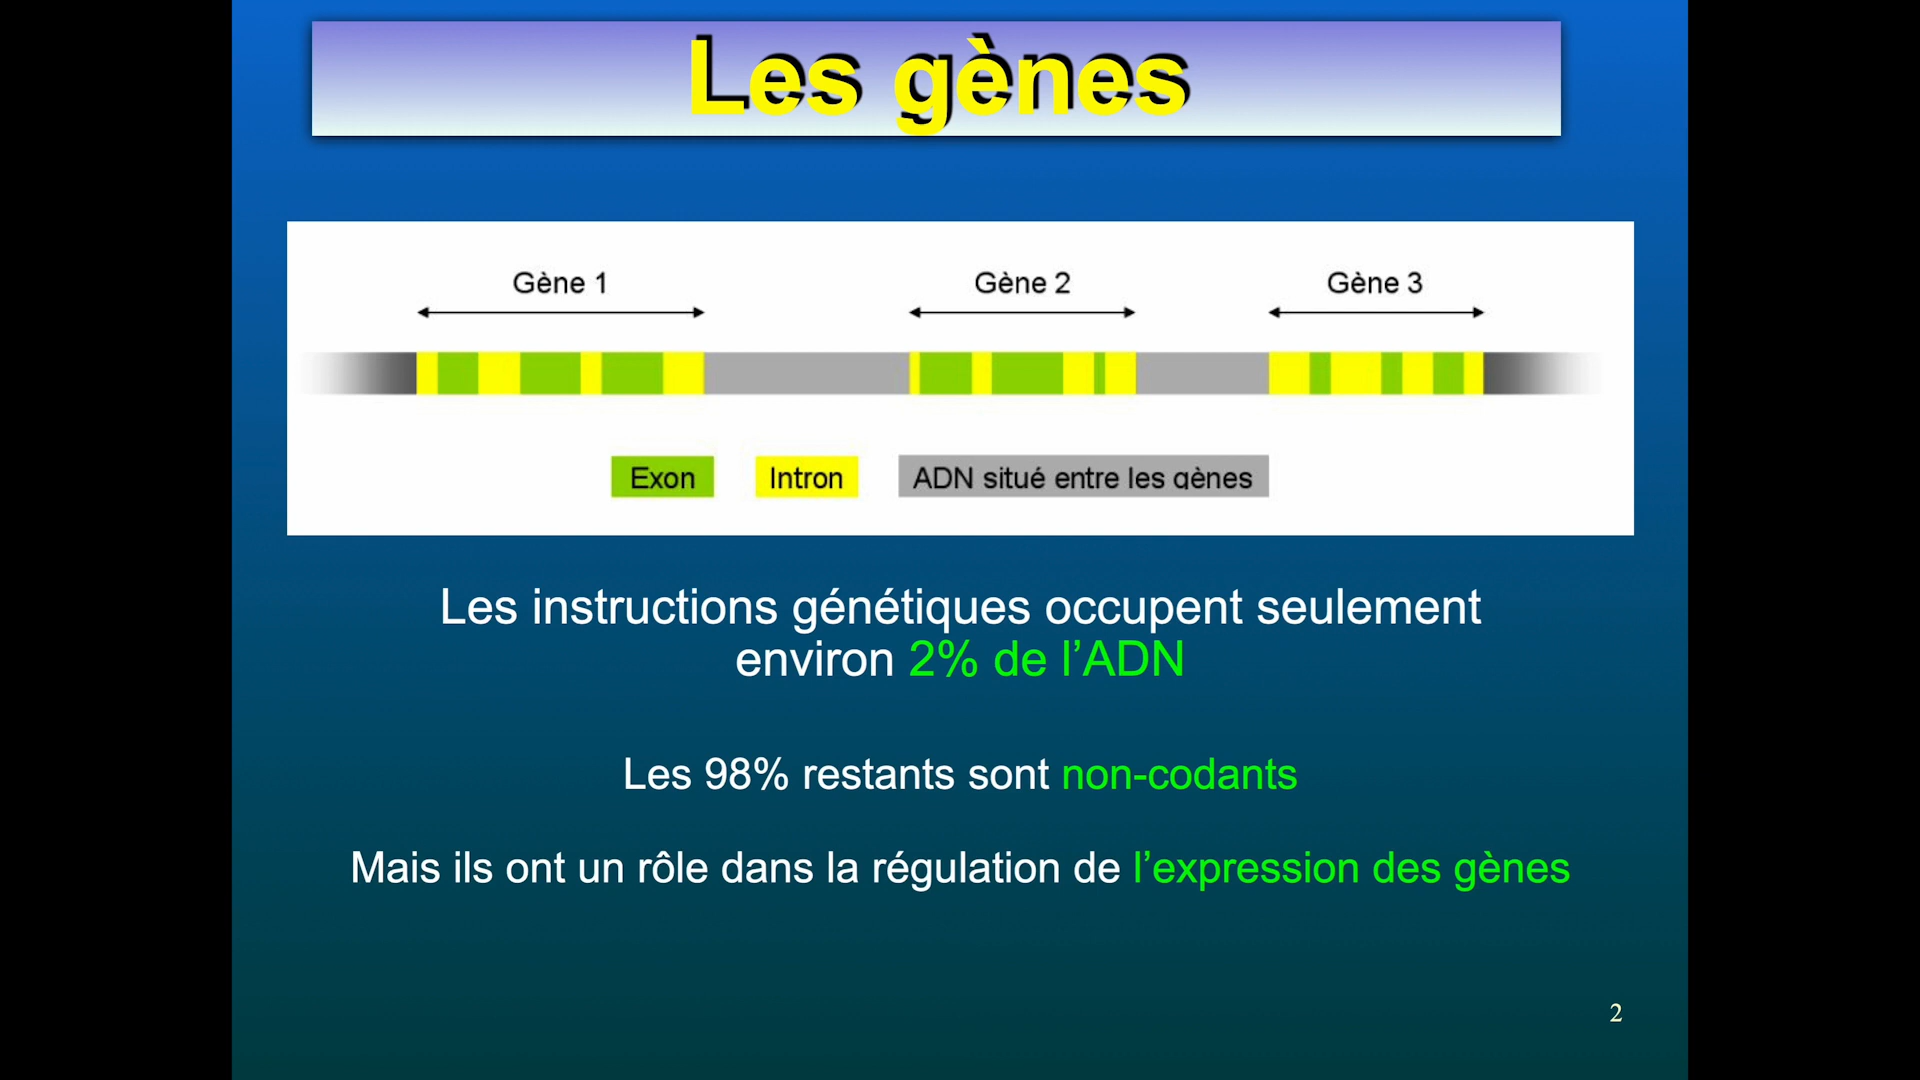 Les gènes
Gène 1 Gène 2 Gène 3
Exon Intron ADN situé entre les gènes
Les instructions génétiques occupent seulement
environ 2% de l’ADN
Les 98% restants sont non-codants
Mais ils ont un rôle dans la régulation de l’expression des gènes
2